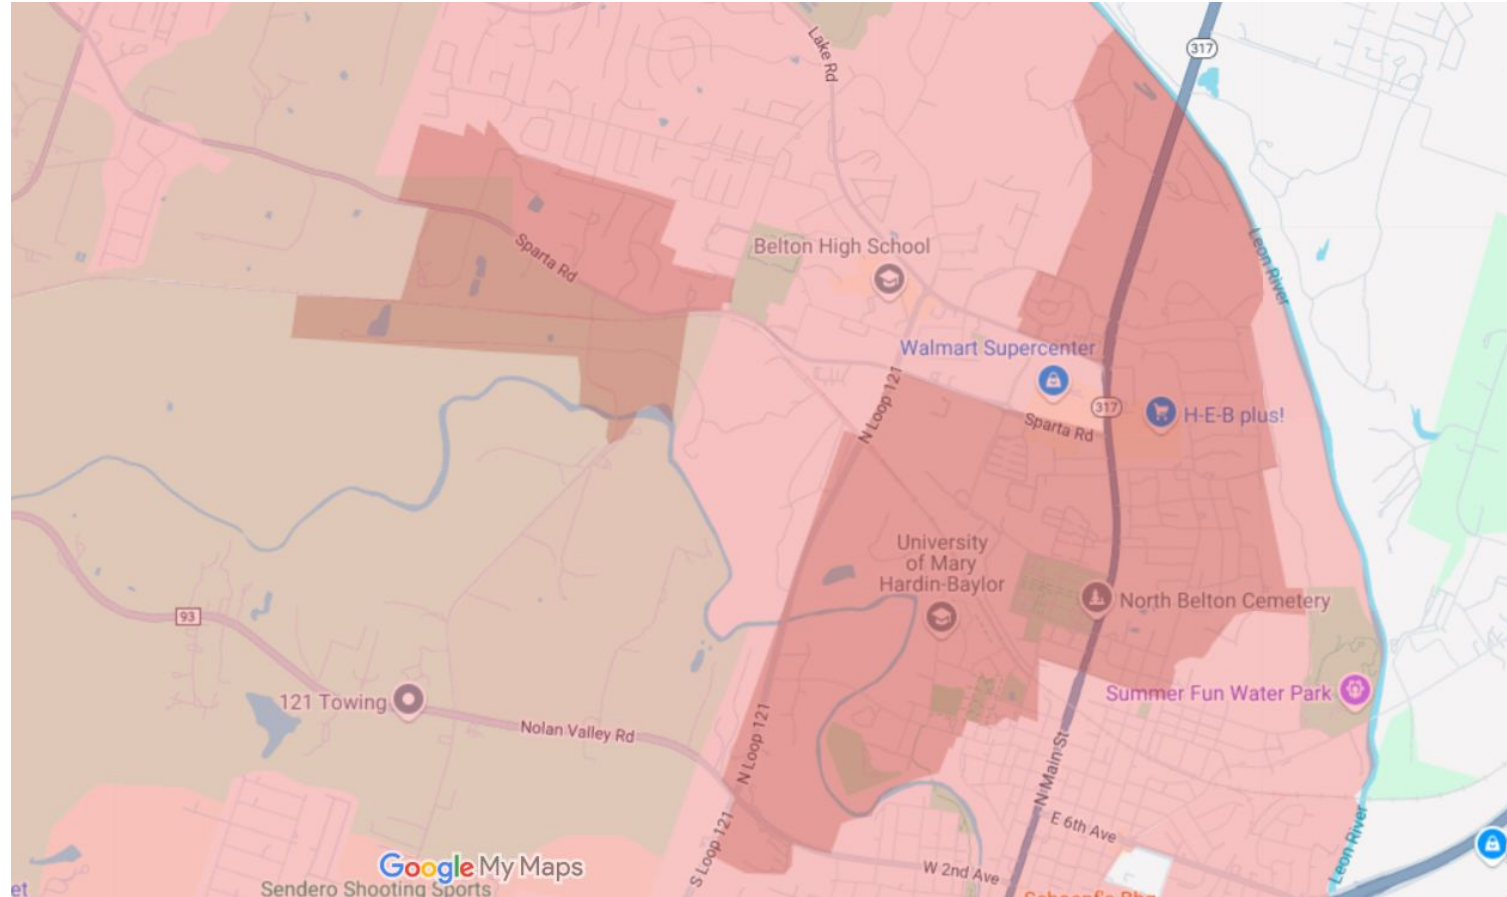 Lake Rd
317
Sparta Rd
Belton High School
Leon River
Walmart Supercenter
N Loop 121
317
H-E-B plus!
Sparta Rd
University
of Mary
Hardin-Baylor
North Belton Cemetery
93
121 Towing
Summer Fun Water Park
Nolan Valley Rd
N Loop 121
N Main St
E 6th Ave
S Loop 121
Leon River
Google My Maps
W 2nd Ave
et
Sendero Shooting Sports